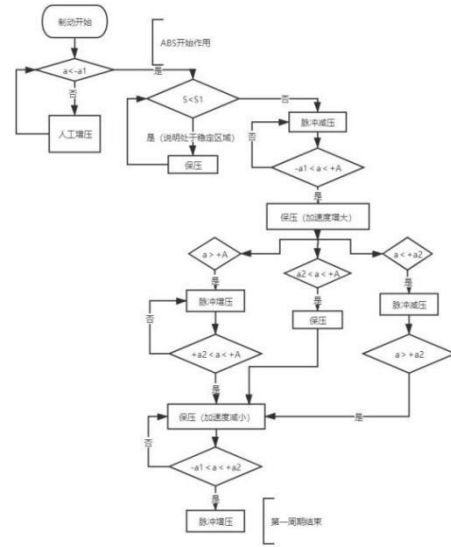 制动开始
ABS开始作用
a<-a1
是
否
人工增压
S<S1
否
是（说明处于稳定区域）
保压
脉冲减压
否
-a1<a<+A
是
保压（加速度增大）
a>+A
a2<a<+A
a<+a2
是
是
是
脉冲增压
保压
脉冲减压
否
+a2<a<+A
a>+a2
是
保压（加速度减小）
是
否
-a1<a<+a2
是
脉冲增压
第一周期结束